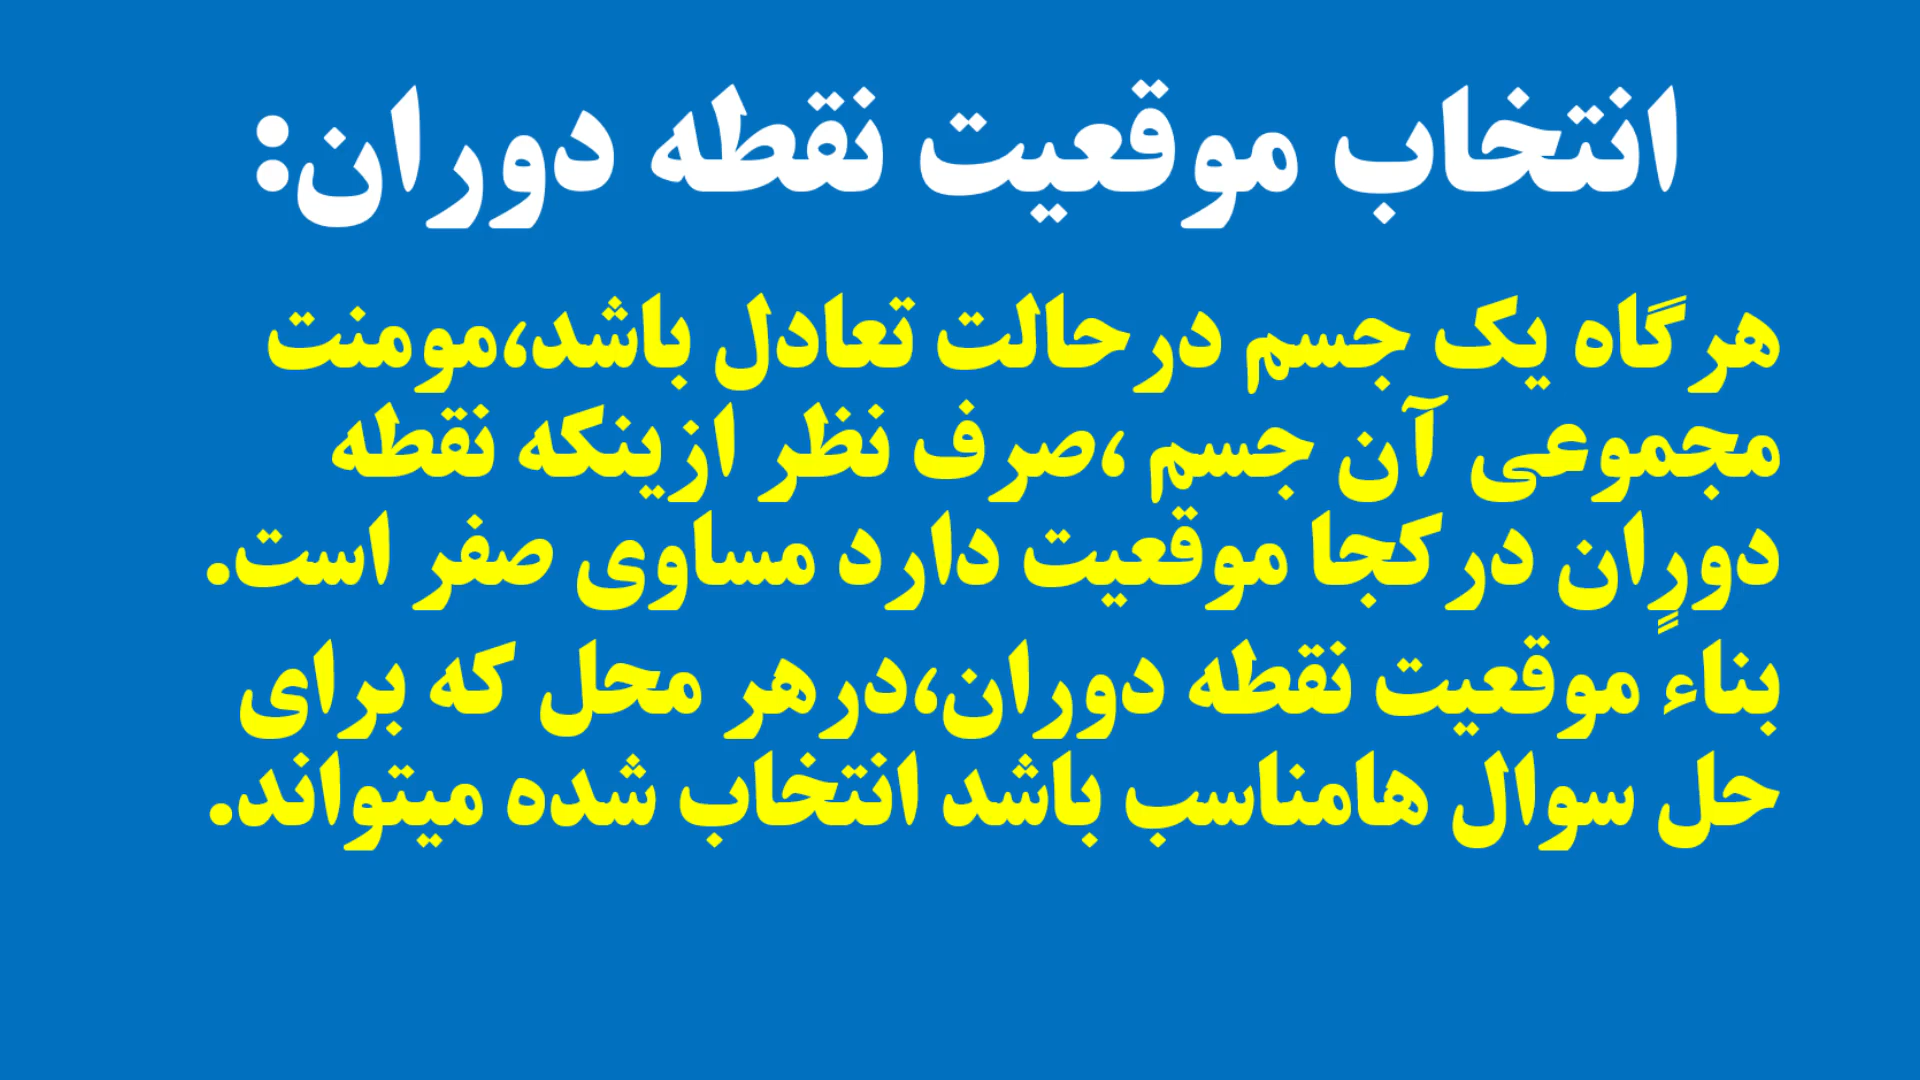 انتخاب موقعیت نقطه دوران:
هرگاه یک جسم درحالت تعادل باشد،مومنت
مجموعی آن جسم ،صرف نظر ازینکه نقطه
دورٍان درکجا موقعیت دارد مساوی صفر است.
بناء موقعیت نقطه دوران،درهر محل که برای
حل سوال هامناسب باشد انتخاب شده میتواند.